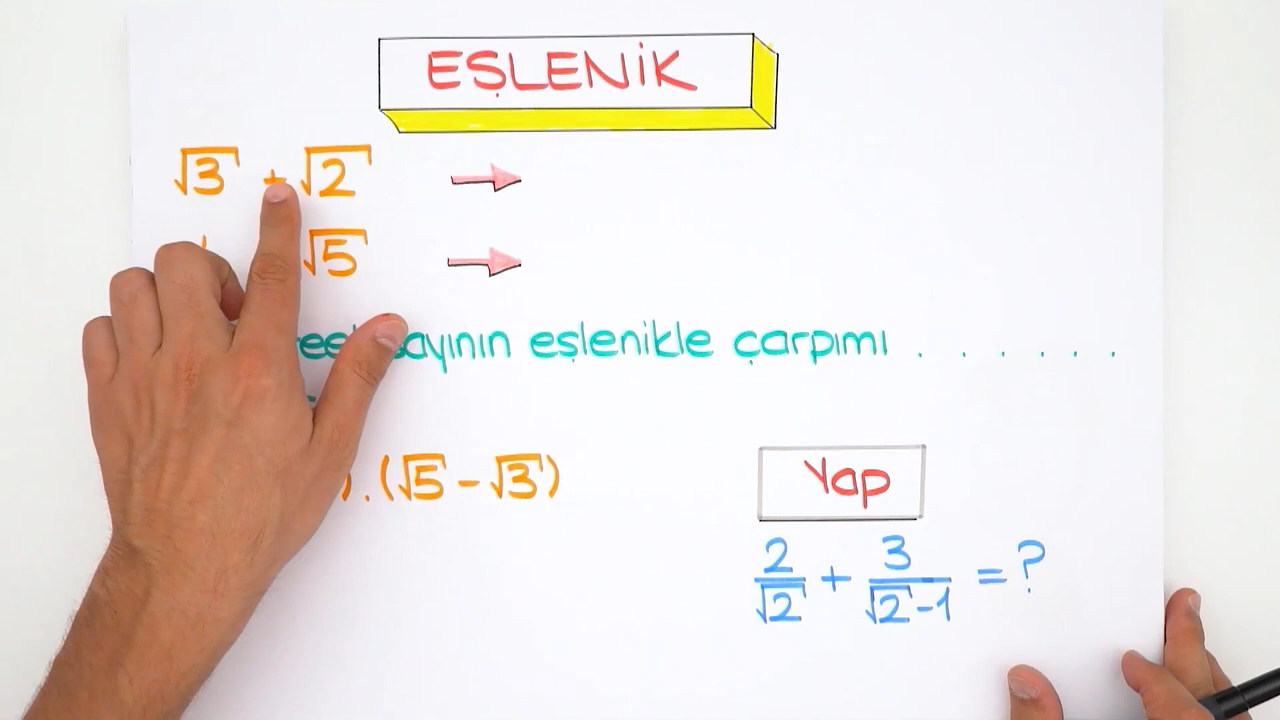 EŞLENİK
√3 + √2
√5
sayının eşlenikle çarpımı . . . . . .
. (√5 - √3)
Yap
2/√2 + 3/(√2-1) = ?